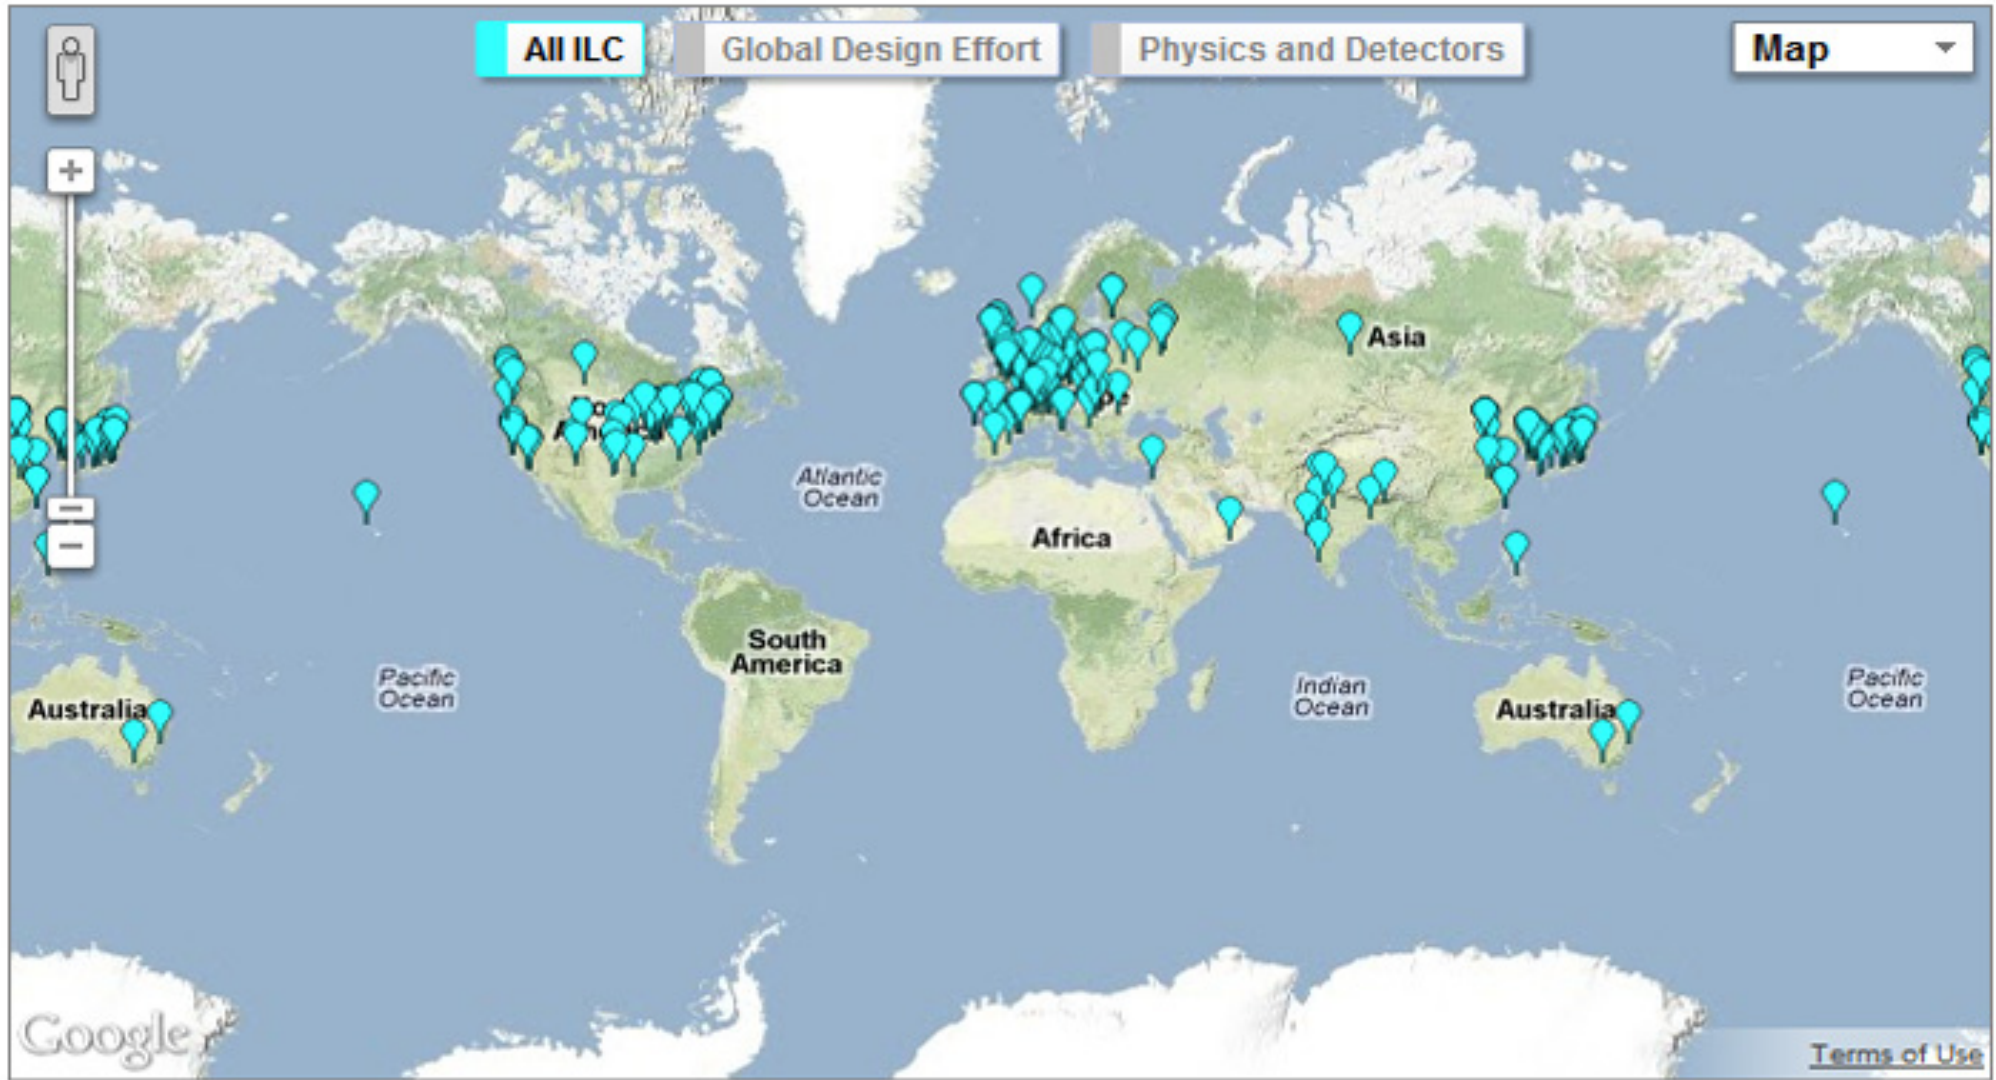 All ILC
Global Design Effort
Physics and Detectors
Map
Asia
Atlantic
Ocean
Africa
South
America
Pacific
Ocean
Indian
Ocean
Pacific
Ocean
Australia
Australia
Google
Terms of Use